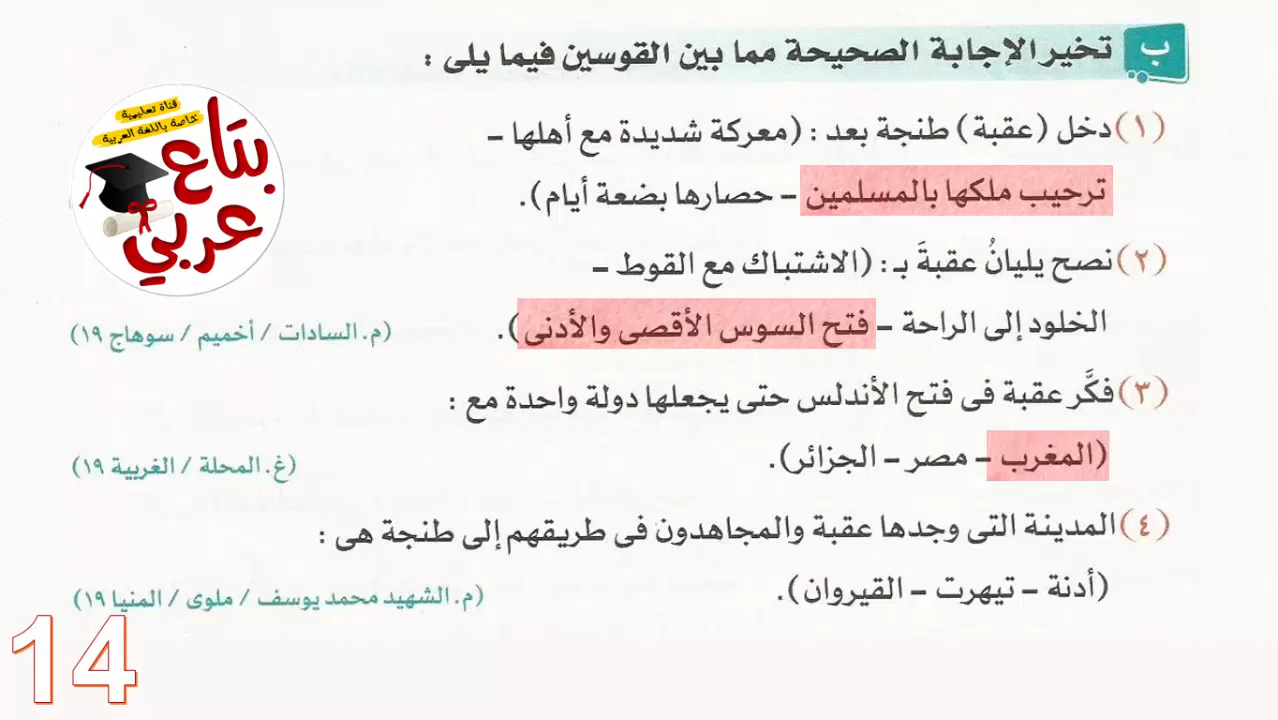 ب تخير الإجابة الصحيحة مما بين القوسين فيما يلى :
قناة تعليمية
خاصة باللغة العربية
بتاع
عربي
(١) دخل (عقبة) طنجة بعد : (معركة شديدة مع أهلها –
ترحيب ملكها بالمسلمين – حصارها بضعة أيام).
(٢) نصح يليانُ عقبةَ بـ : (الاشتباك مع القوط –
الخلود إلى الراحة – فتح السوس الأقصى والأدنى).
(م. السادات / أخميم / سوهاج ١٩)
(٣) فكَّر عقبة فى فتح الأندلس حتى يجعلها دولة واحدة مع :
(المغرب – مصر – الجزائر).
(غ. المحلة / الغربية ١٩)
(٤) المدينة التى وجدها عقبة والمجاهدون فى طريقهم إلى طنجة هى :
(أدنة – تيهرت – القيروان).
(م. الشهيد محمد يوسف / ملوى / المنيا ١٩)
14